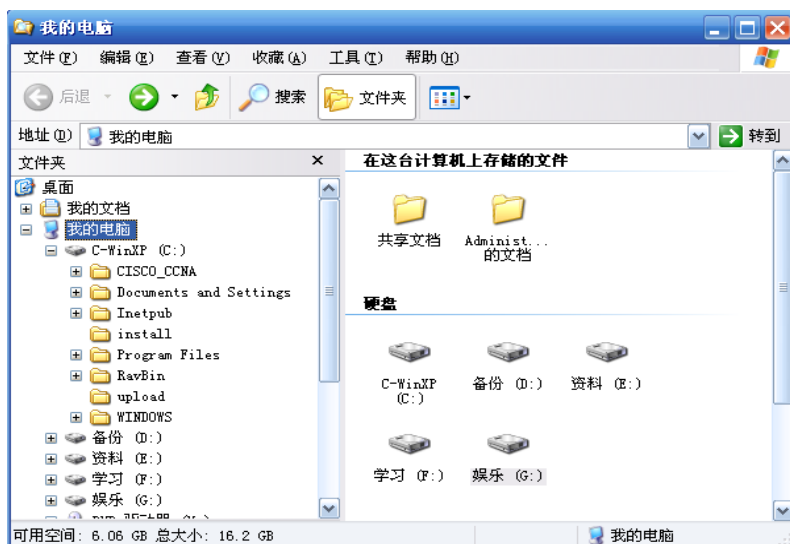 我的电脑
文件(F) 编辑(E) 查看(V) 收藏(A) 工具(T) 帮助(H)
后退 搜索 文件夹
地址(D) 我的电脑 转到
文件夹
桌面
我的文档
我的电脑
C-WinXP (C:)
CISCO_CCNA
Documents and Settings
Inetpub
install
Program Files
RavBin
upload
WINDOWS
备份 (D:)
资料 (E:)
学习 (F:)
娱乐 (G:)
在这台计算机上存储的文件
共享文档
Administ...
的文档
硬盘
C-WinXP
(C:)
备份 (D:)
资料 (E:)
学习 (F:)
娱乐 (G:)
可用空间: 6.06 GB 总大小: 16.2 GB
我的电脑